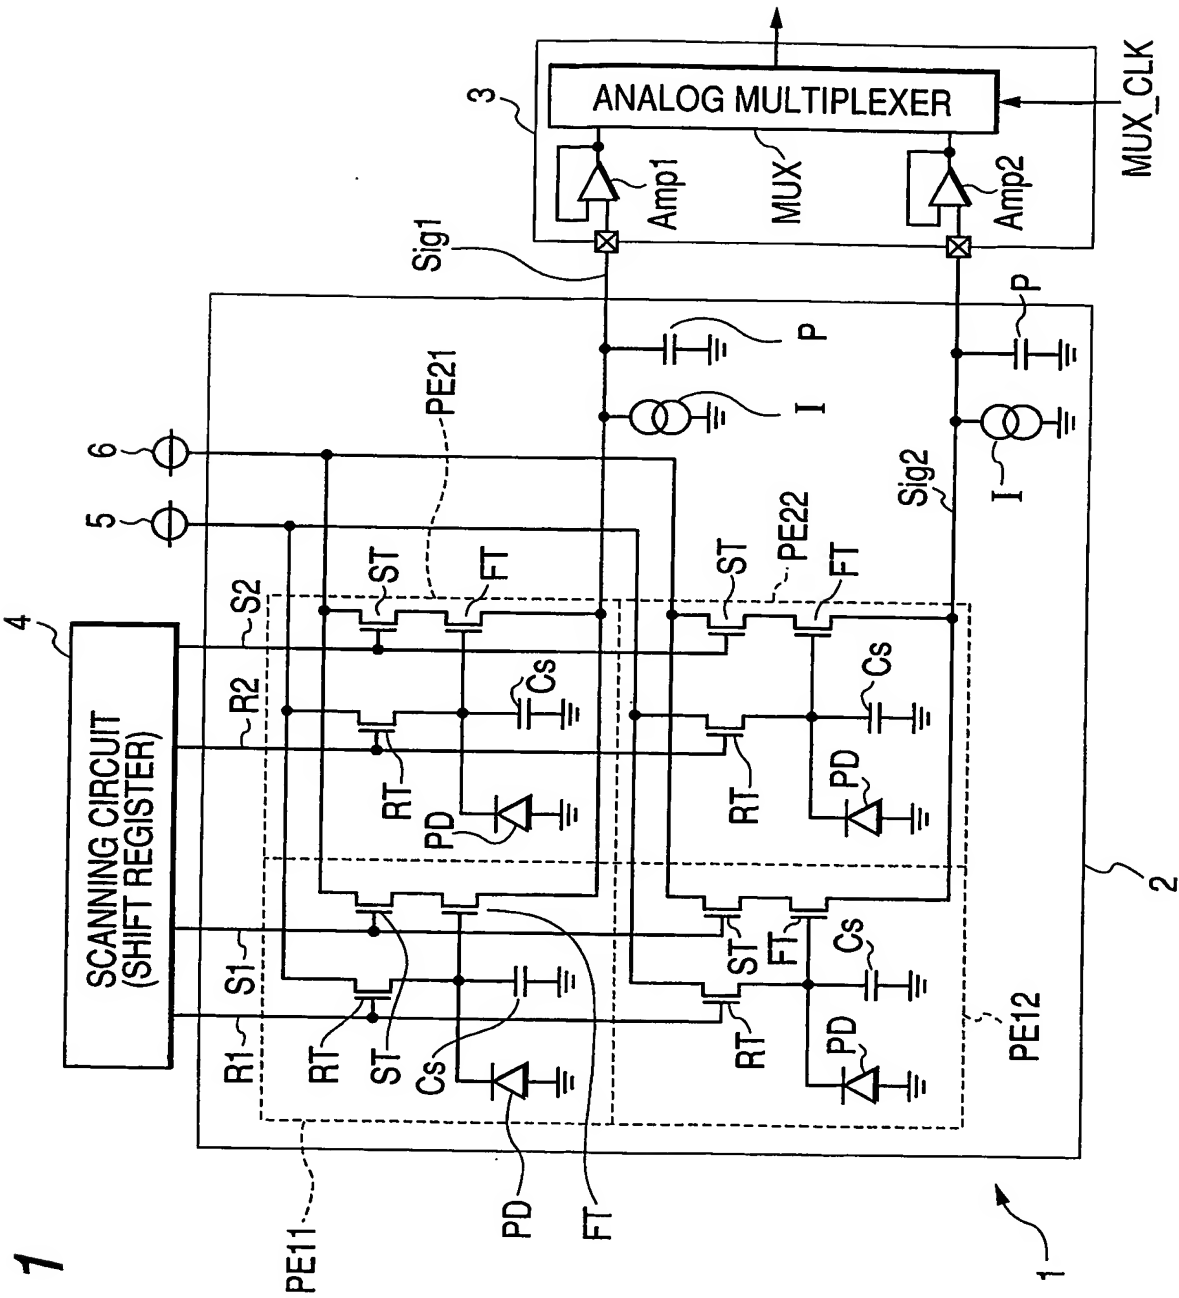 1
SCANNING CIRCUIT
(SHIFT REGISTER)
4
5
6
R1
S1
R2
S2
PE21
Sig1
3
ANALOG MULTIPLEXER
MUX
Amp1
Amp2
MUX_CLK
RT
ST
Cs
PD
FT
PE11
RT
ST
FT
Cs
PD
P
I
RT
ST
FT
Cs
PD
PE12
RT
ST
FT
Cs
PD
PE22
Sig2
P
I
2
1